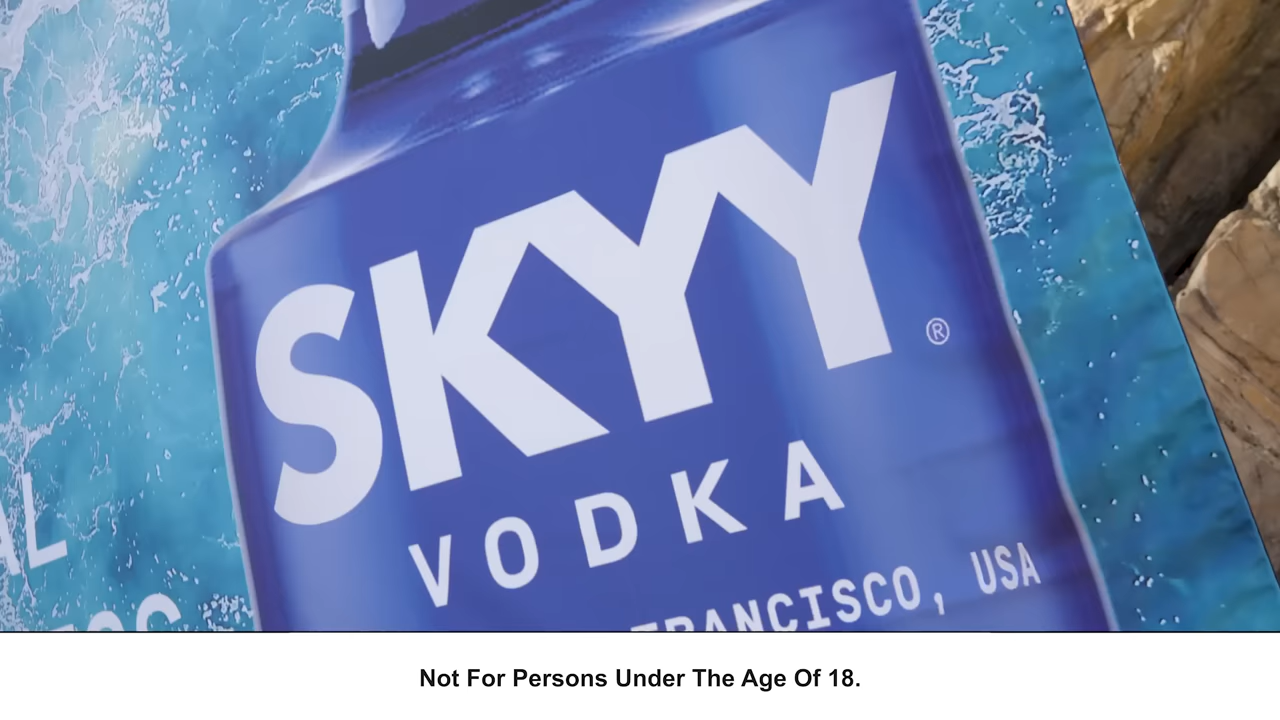 SKYY
®
VODKA
FRANCISCO, USA
Not For Persons Under The Age Of 18.